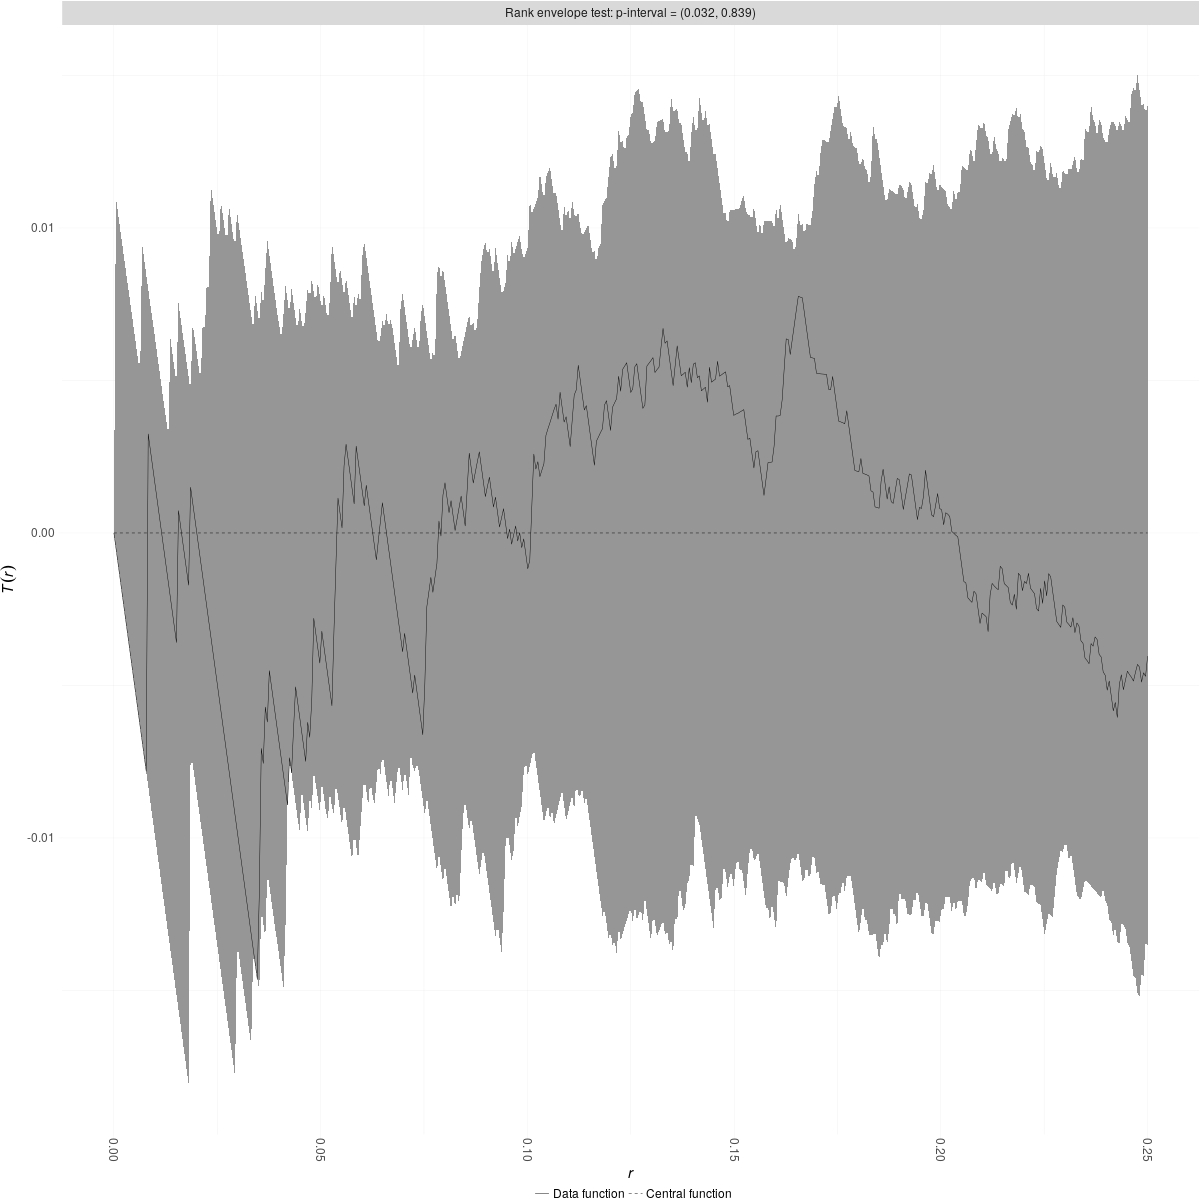 Rank envelope test: p-interval = (0.032, 0.839)
0.01
0.00
-0.01
T(r)
0.00
0.05
0.10
0.15
0.20
0.25
r
Data function
Central function